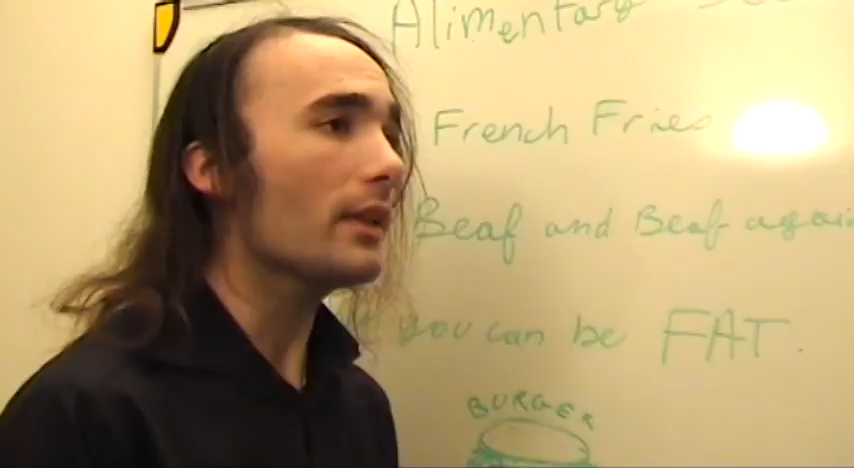 Alimentary
French Fries
Beaf and Beaf again
you can be FAT
BURGER